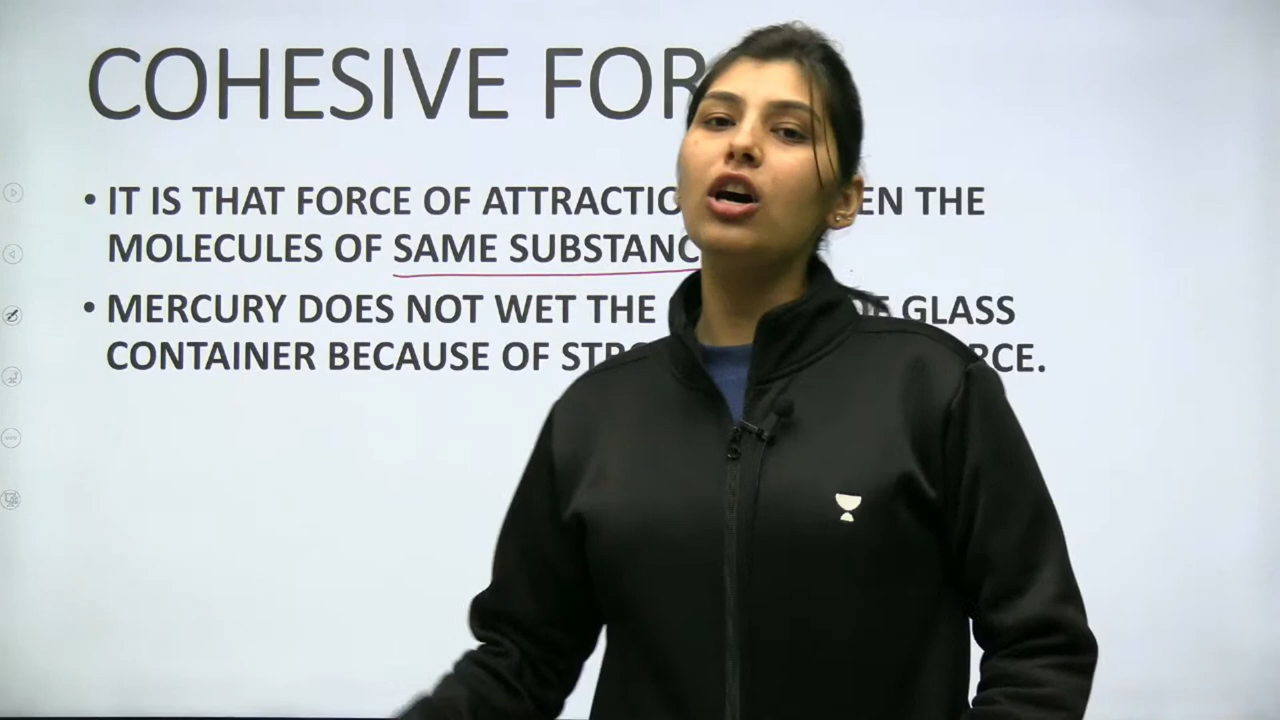 COHESIVE FOR
• IT IS THAT FORCE OF ATTRACTIO EN THE
MOLECULES OF SAME SUBSTANC
• MERCURY DOES NOT WET THE OF GLASS
CONTAINER BECAUSE OF STRO RCE.